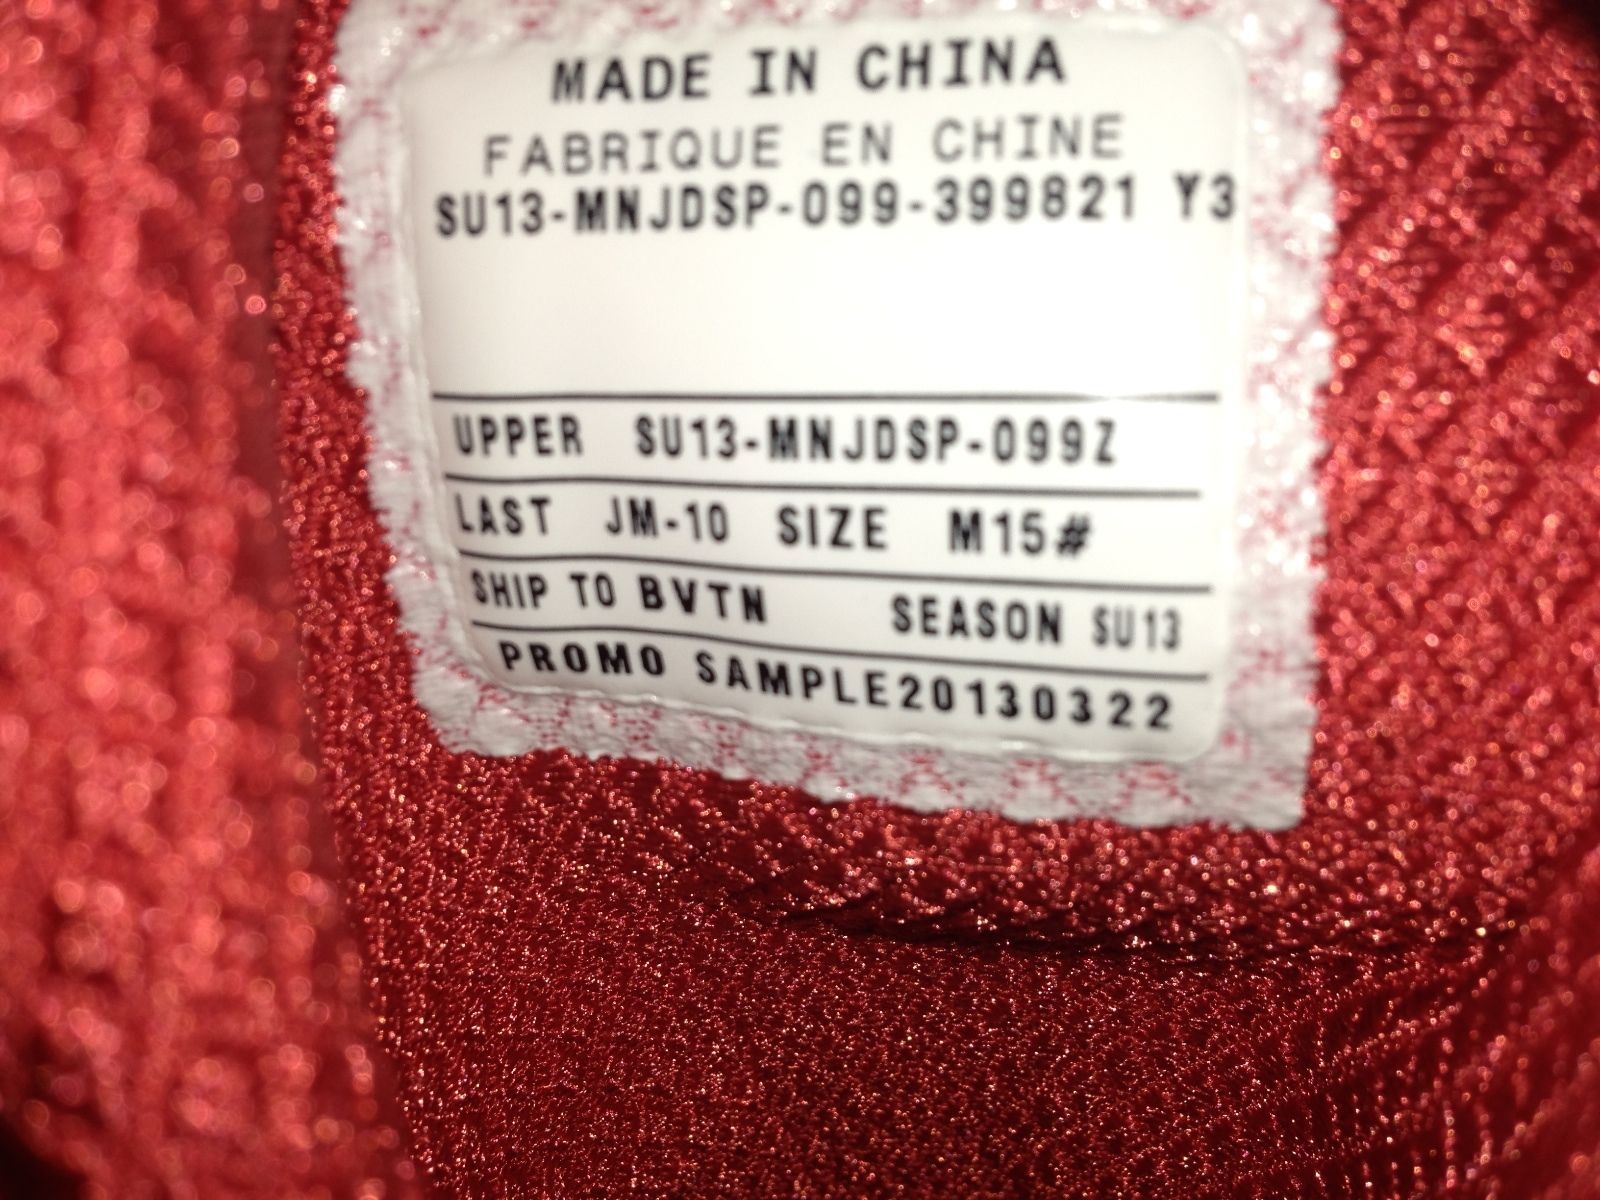 MADE IN CHINA
FABRIQUE EN CHINE
SU13-MNJDSP-099-399821 Y3
UPPER SU13-MNJDSP-099Z
LAST JM-10 SIZE M15#
SHIP TO BVTN SEASON SU13
PROMO SAMPLE20130322